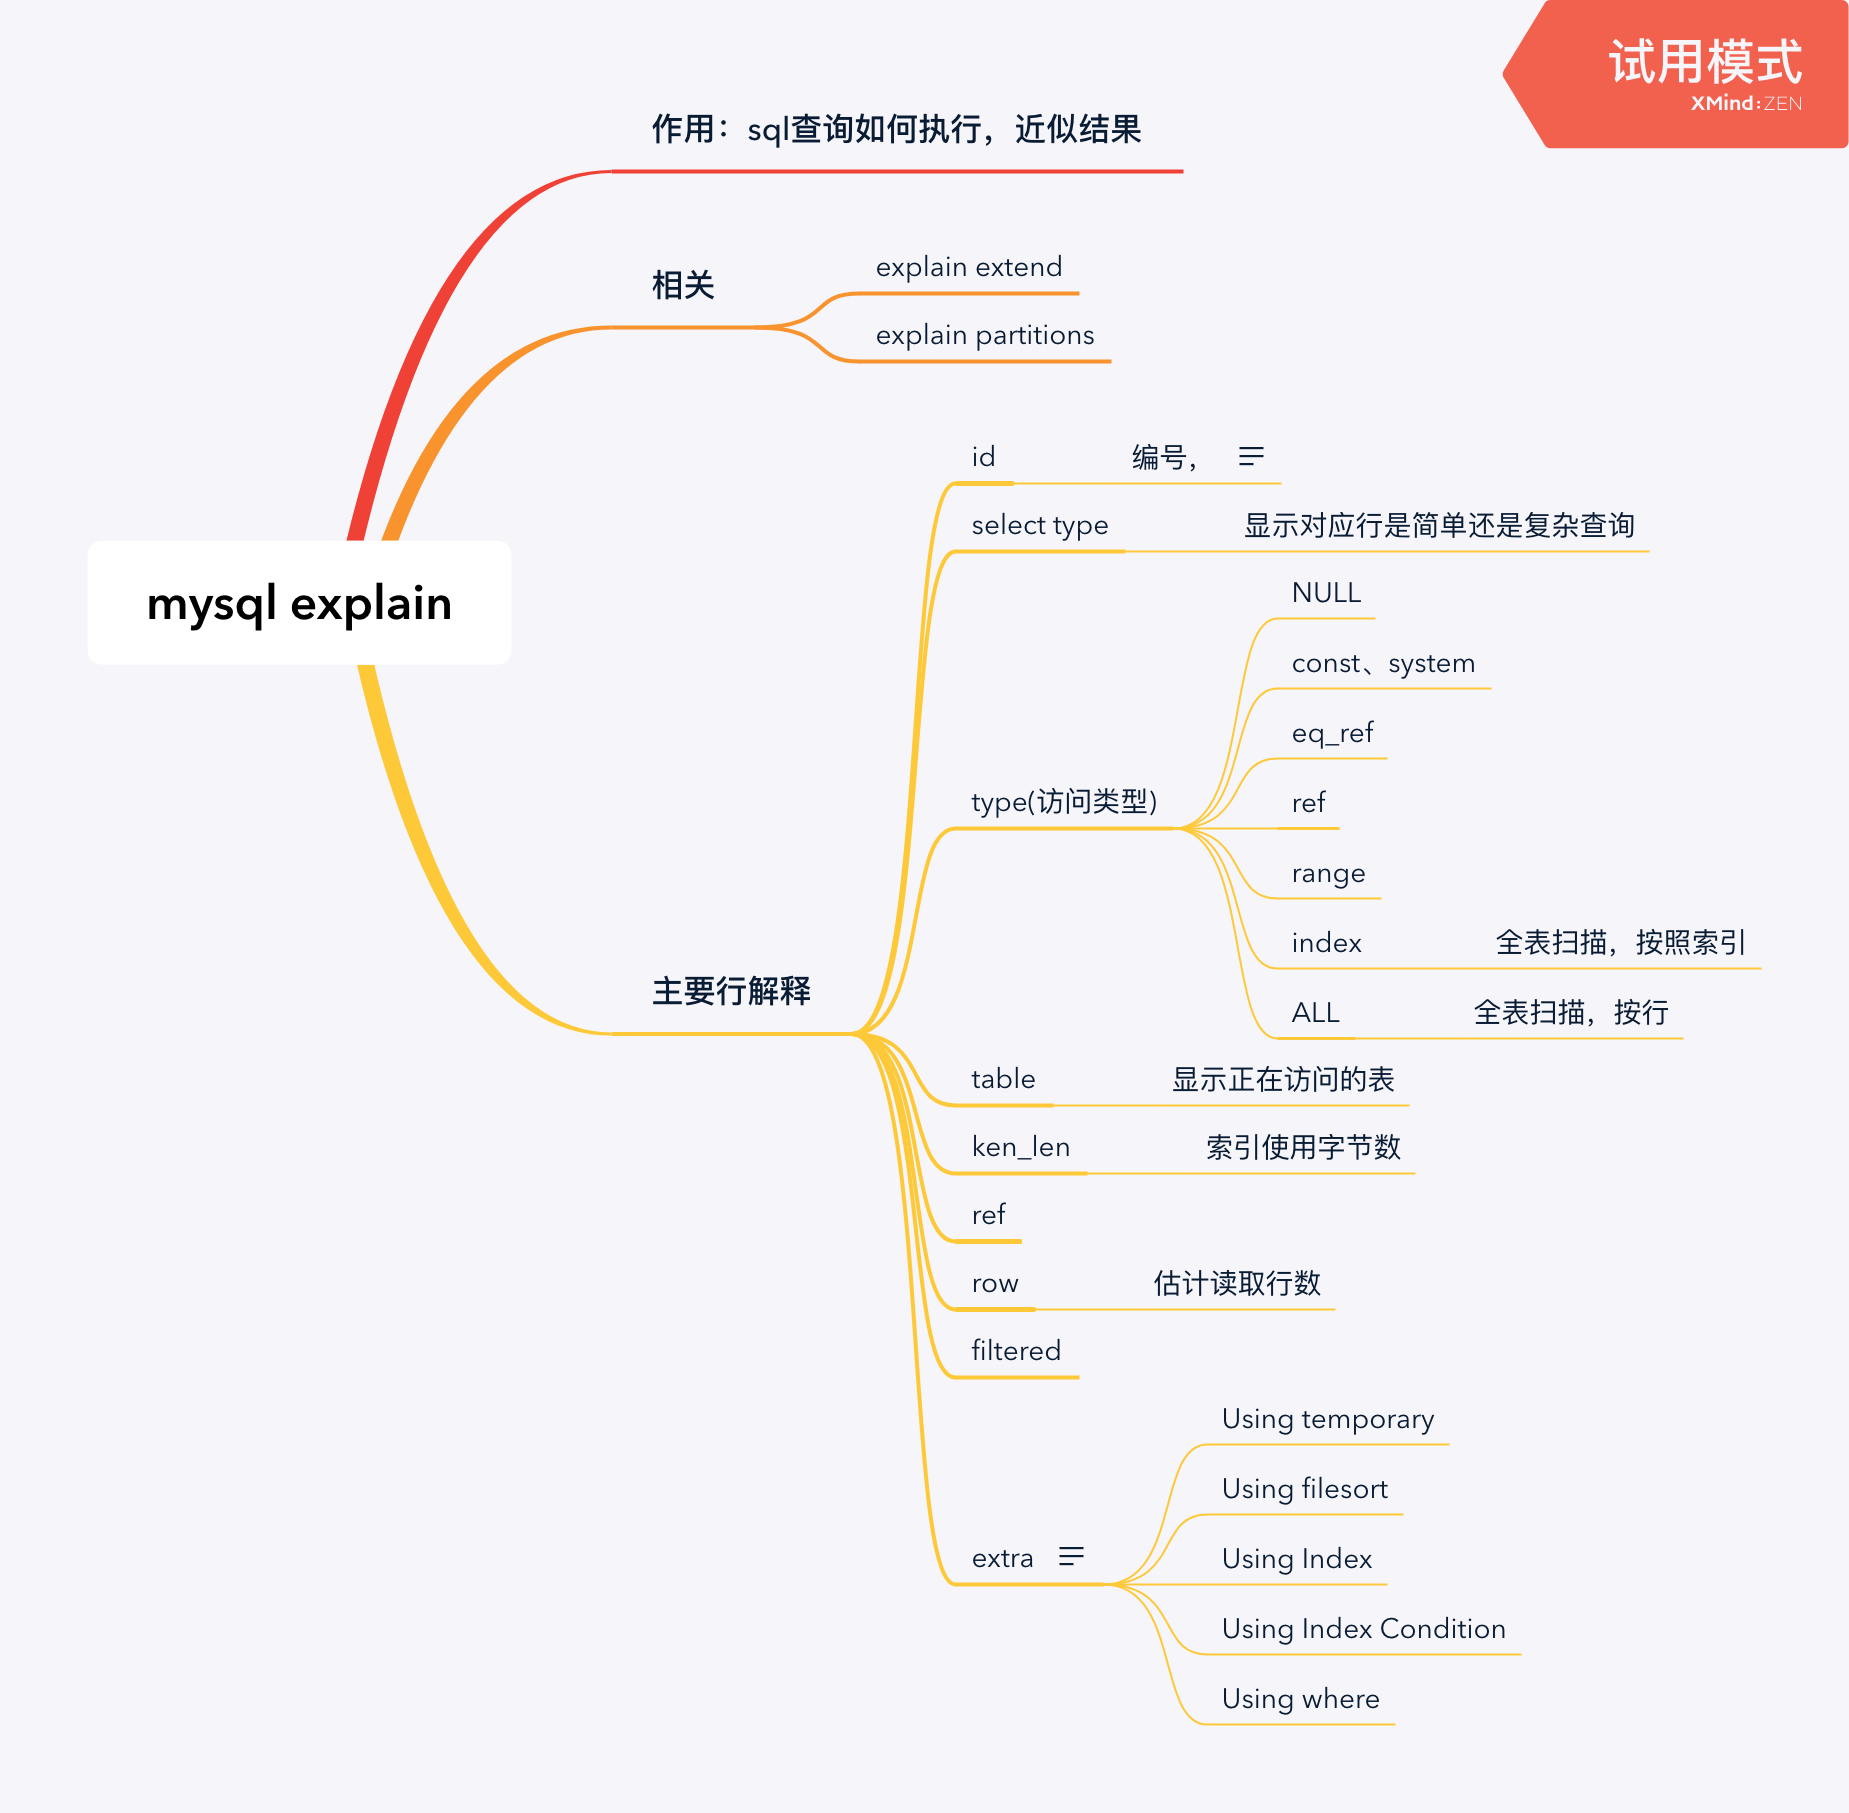 试用模式
XMind:ZEN
作用：sql查询如何执行，近似结果
相关
explain extend
explain partitions
mysql explain
主要行解释
id
编号，
select type
显示对应行是简单还是复杂查询
type(访问类型)
NULL
const、system
eq_ref
ref
range
index
全表扫描，按照索引
ALL
全表扫描，按行
table
显示正在访问的表
ken_len
索引使用字节数
ref
row
估计读取行数
filtered
extra
Using temporary
Using filesort
Using Index
Using Index Condition
Using where